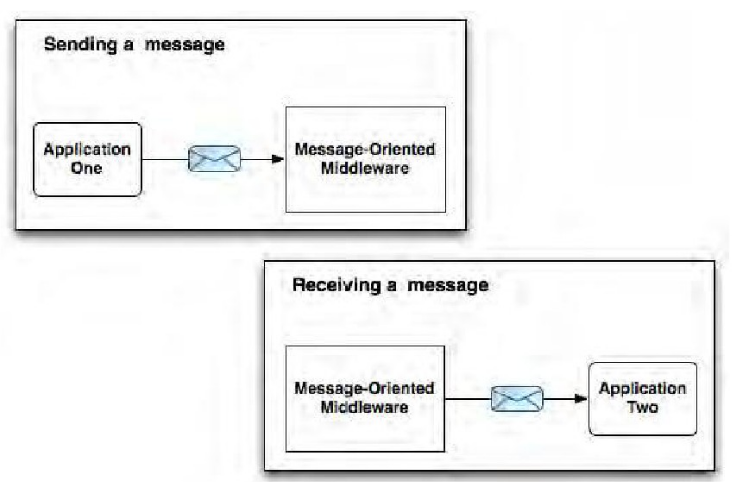 Sending a message
Application
One
Message-Oriented
Middleware
Receiving a message
Message-Oriented
Middleware
Application
Two